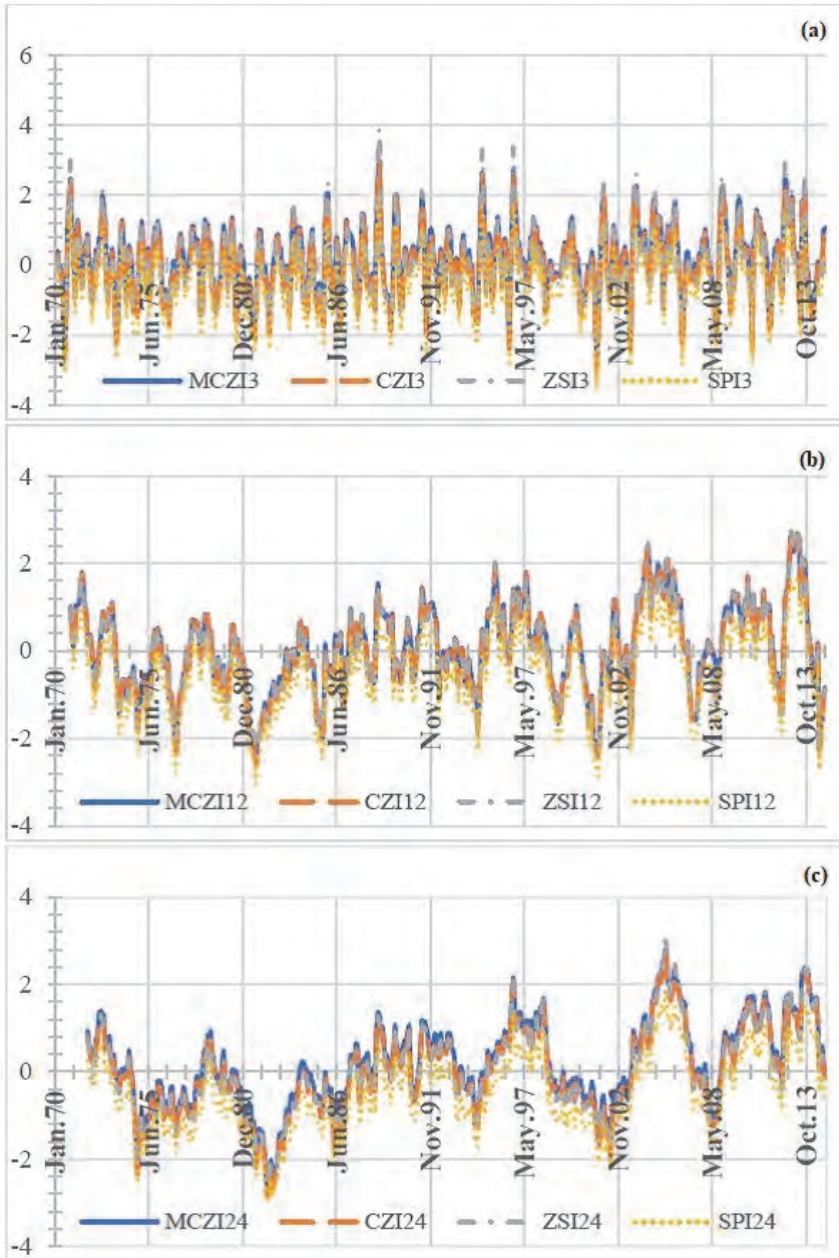 (a)
6
4
2
0
-2
-4
Jan.70 Jun.75 Dec.80 Jun.86 Nov.91 May.97 Nov.02 May.08 Oct.13
MCZI3 CZI3 ZSI3 SPI3
(b)
4
2
0
-2
-4
Jan.70 Jun.75 Dec.80 Jun.86 Nov.91 May.97 Nov.02 May.08 Oct.13
MCZI12 CZI12 ZSI12 SPI12
(c)
4
2
0
-2
-4
Jan.70 Jun.75 Dec.80 Jun.86 Nov.91 May.97 Nov.02 May.08 Oct.13
MCZI24 CZI24 ZSI24 SPI24